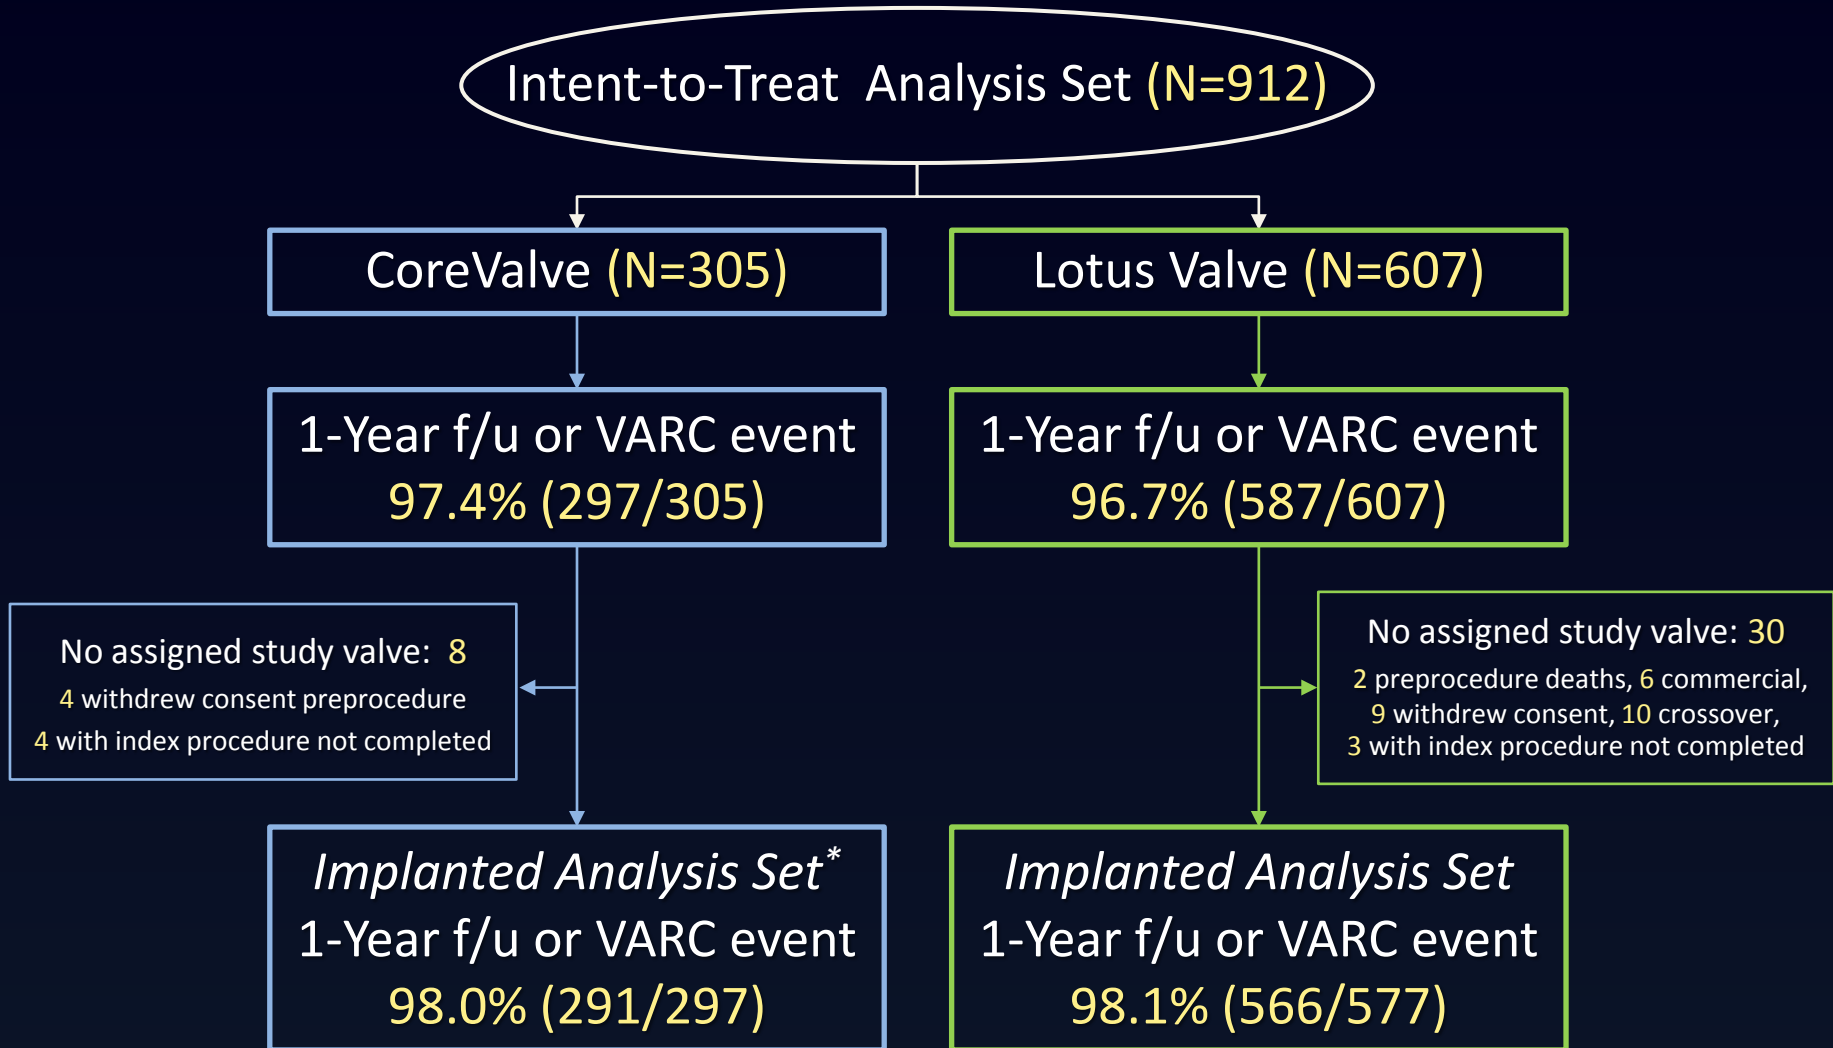 Intent-to-Treat Analysis Set (N=912)
CoreValve (N=305)
Lotus Valve (N=607)
1-Year f/u or VARC event
97.4% (297/305)
1-Year f/u or VARC event
96.7% (587/607)
No assigned study valve: 8
4 withdrew consent preprocedure
4 with index procedure not completed
No assigned study valve: 30
2 preprocedure deaths, 6 commercial,
9 withdrew consent, 10 crossover,
3 with index procedure not completed
Implanted Analysis Set*
1-Year f/u or VARC event
98.0% (291/297)
Implanted Analysis Set
1-Year f/u or VARC event
98.1% (566/577)